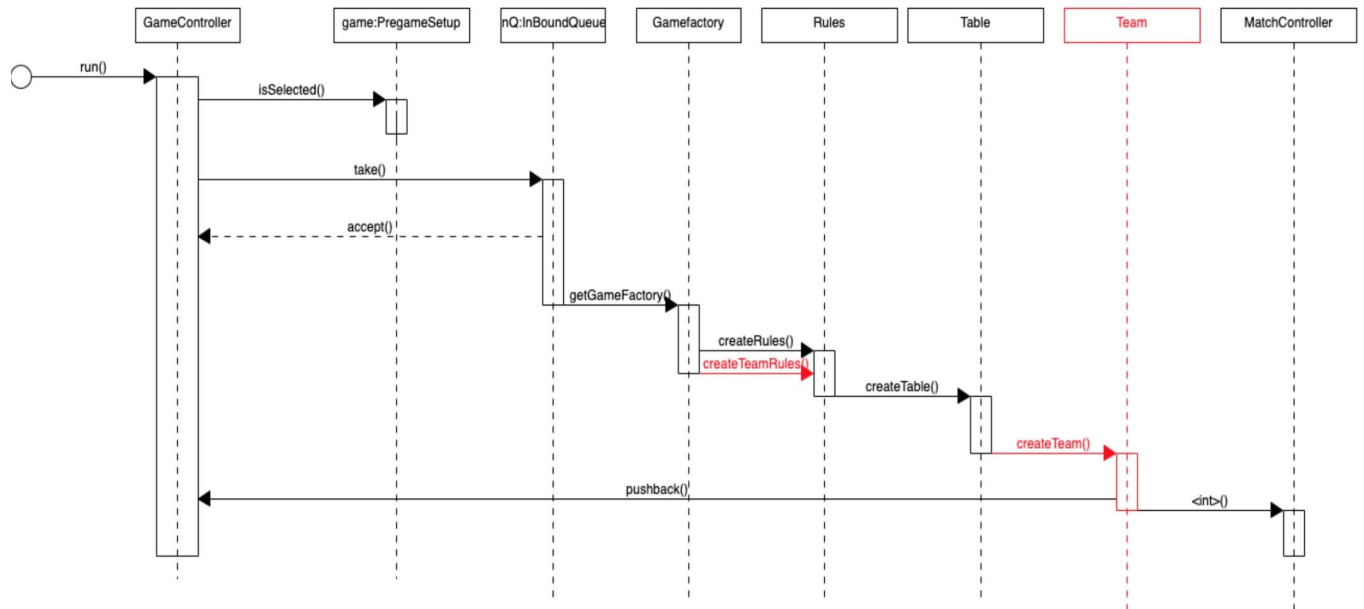 GameController
game:PregameSetup
nQ:InBoundQueue
Gamefactory
Rules
Table
Team
MatchController
run()
isSelected()
take()
accept()
getGameFactory()
createRules()
createTeamRules()
createTable()
createTeam()
pushback()
<int>()